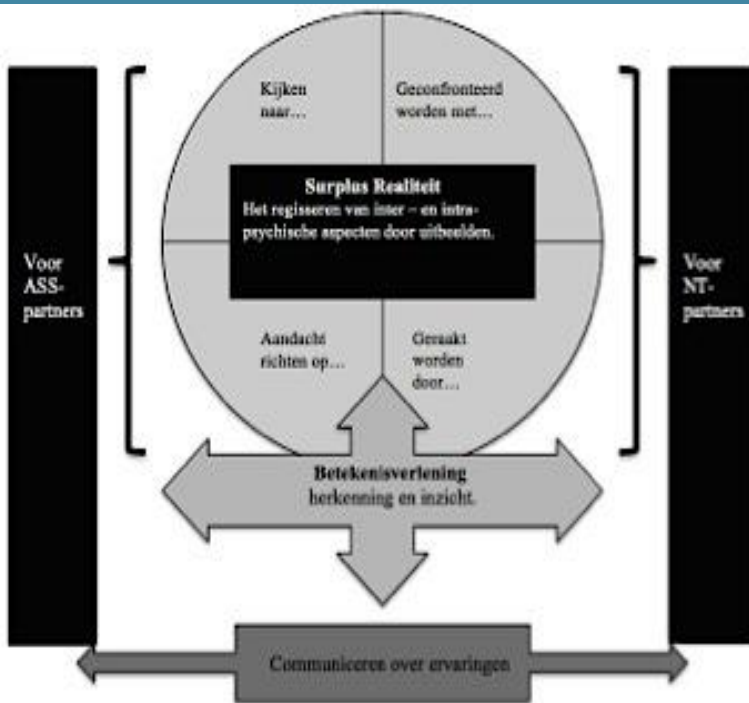 Kijken
naar…
Geconfronteerd
worden met…
Surplus Realiteit
Het regisseren van inter – en intra-
psychische aspecten door uitbeelden.
Voor
ASS-
partners
Voor
NT-
partners
Aandacht
richten op…
Geraakt
worden
door…
Betekenisverlening
herkenning en inzicht.
Communiceren over ervaringen